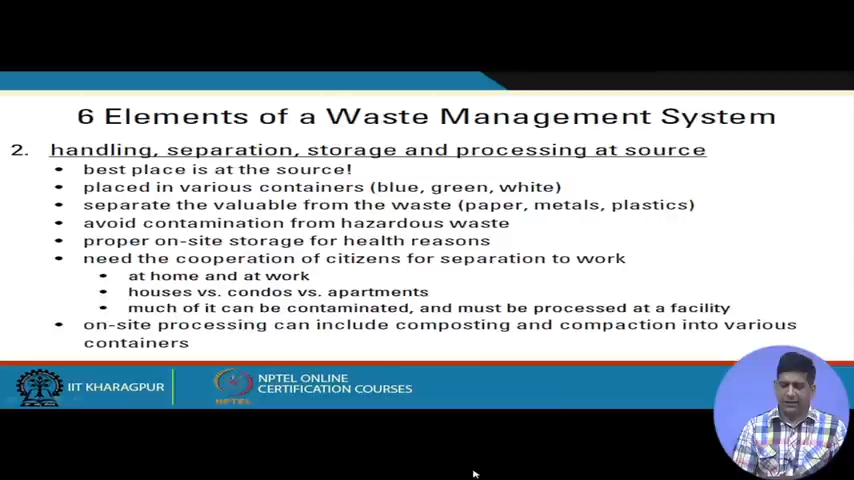 6 Elements of a Waste Management System
2. handling, separation, storage and processing at source
• best place is at the source!
• placed in various containers (blue, green, white)
• separate the valuable from the waste (paper, metals, plastics)
• avoid contamination from hazardous waste
• proper on-site storage for health reasons
• need the cooperation of citizens for separation to work
• at home and at work
• houses vs. condos vs. apartments
• much of it can be contaminated, and must be processed at a facility
• on-site processing can include composting and compaction into various
containers
IIT KHARAGPUR
NPTEL
NPTEL ONLINE
CERTIFICATION COURSES